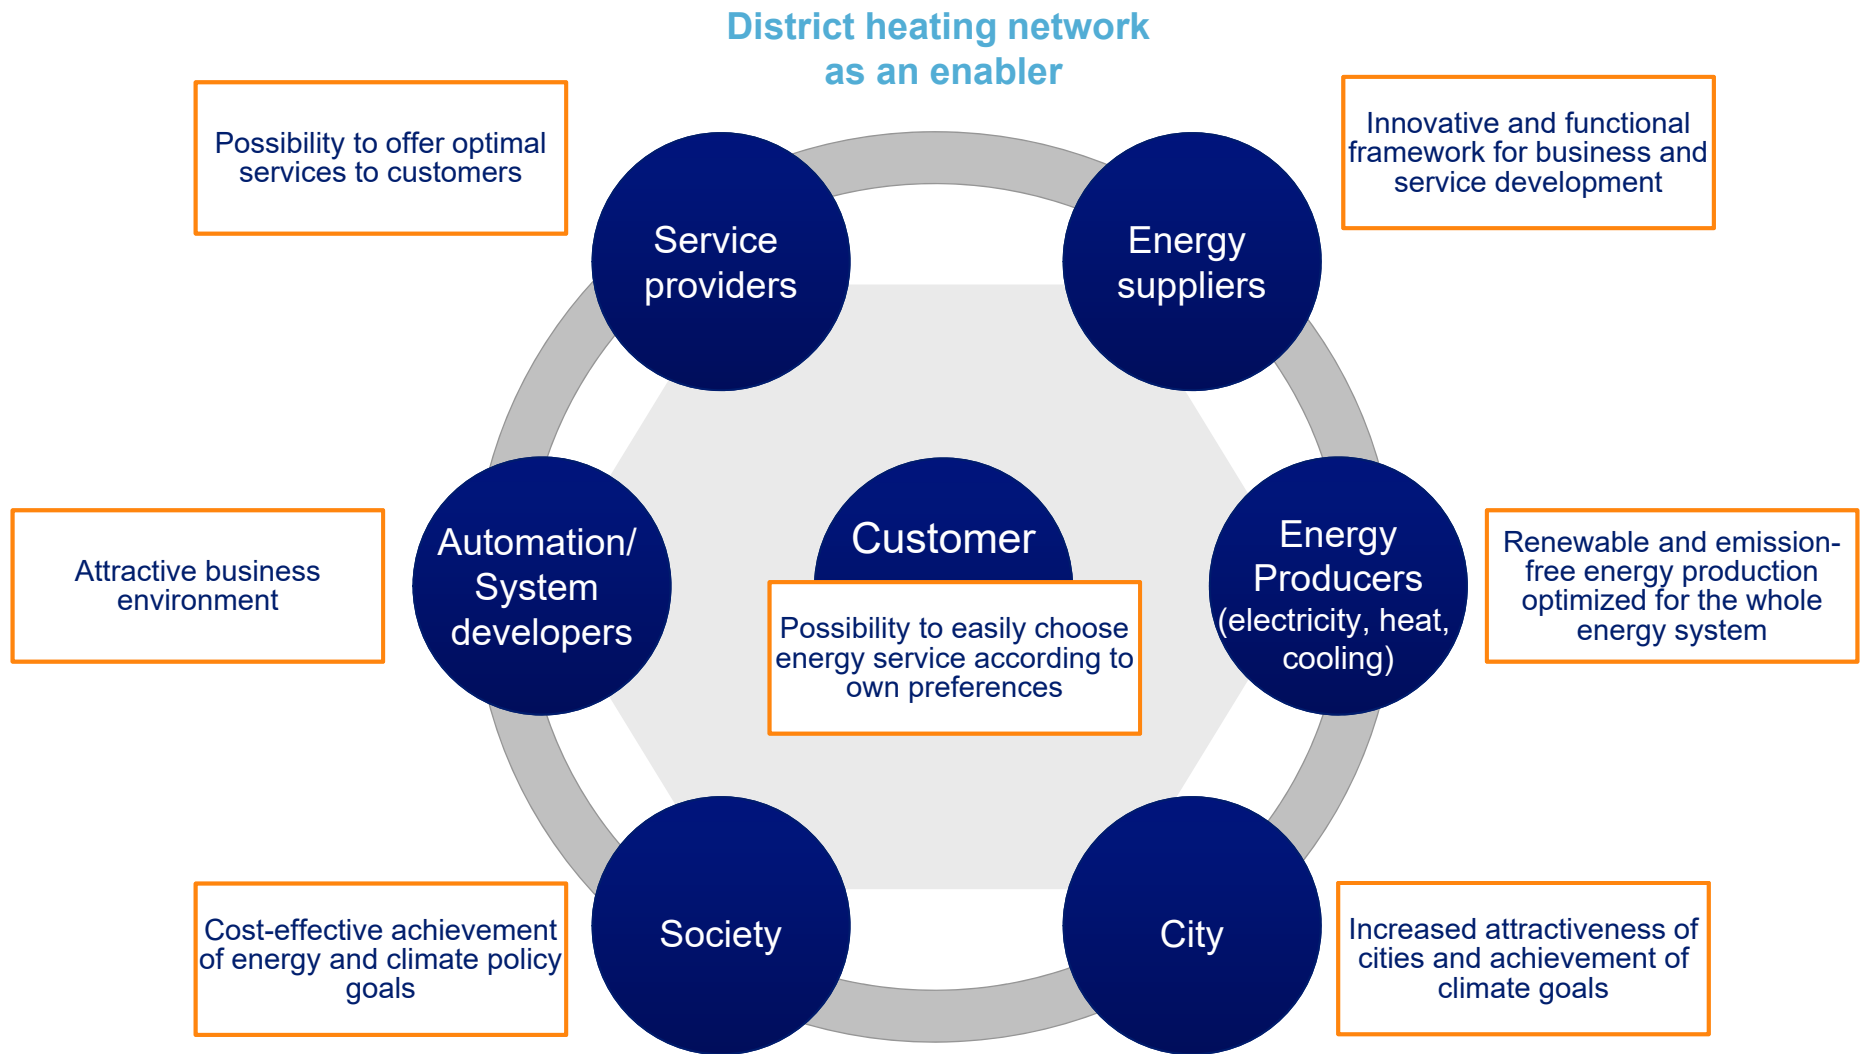 District heating network
as an enabler
Possibility to offer optimal
services to customers
Service
providers
Energy
suppliers
Innovative and functional
framework for business and
service development
Attractive business
environment
Automation/
System
developers
Customer
Possibility to easily choose
energy service according to
own preferences
Energy
Producers
(electricity, heat,
cooling)
Renewable and emission-
free energy production
optimized for the whole
energy system
Cost-effective achievement
of energy and climate policy
goals
Society
City
Increased attractiveness of
cities and achievement of
climate goals